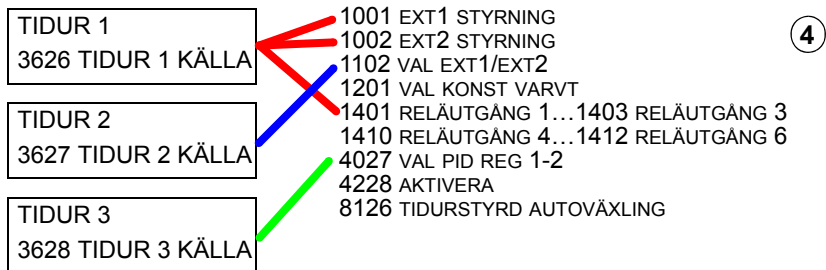 TIDUR 1
3626 TIDUR 1 KÄLLA
TIDUR 2
3627 TIDUR 2 KÄLLA
TIDUR 3
3628 TIDUR 3 KÄLLA
1001 EXT1 STYRNING
1002 EXT2 STYRNING
1102 VAL EXT1/EXT2
1201 VAL KONST VARVT
1401 RELÄUTGÅNG 1...1403 RELÄUTGÅNG 3
1410 RELÄUTGÅNG 4...1412 RELÄUTGÅNG 6
4027 VAL PID REG 1-2
4228 AKTIVERA
8126 TIDURSTYRD AUTOVÄXLING
4